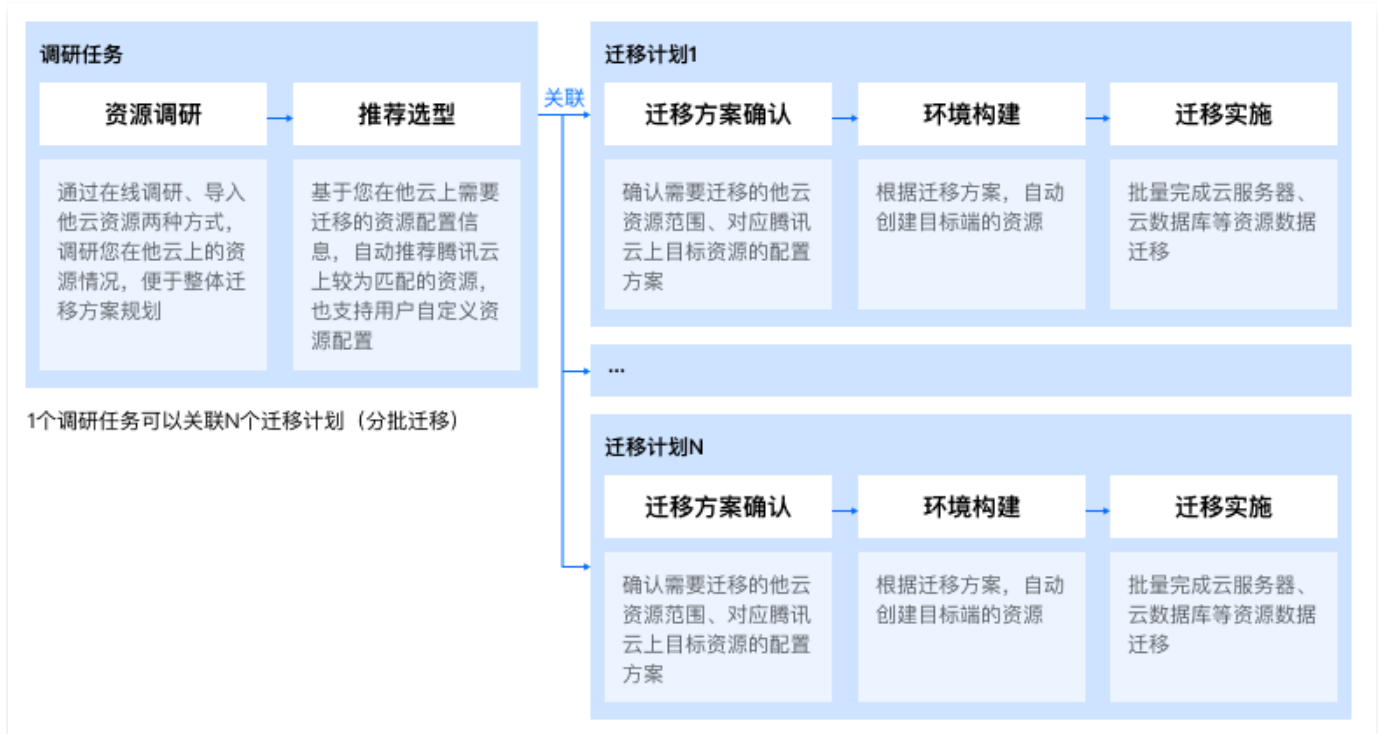 调研任务
资源调研
推荐选型
通过在线调研、导入
他云资源两种方式，
调研您在他云上的资
源情况，便于整体迁
移方案规划
基于您在他云上需要
迁移的资源配置信
息，自动推荐腾讯云
上较为匹配的资源，
也支持用户自定义资
源配置
1个调研任务可以关联N个迁移计划（分批迁移）
关联
迁移计划1
迁移方案确认
环境构建
迁移实施
确认需要迁移的他云
资源范围、对应腾讯
云上目标资源的配置
方案
根据迁移方案，自动
创建目标端的资源
批量完成云服务器、
云数据库等资源数据
迁移
...
迁移计划N
迁移方案确认
环境构建
迁移实施
确认需要迁移的他云
资源范围、对应腾讯
云上目标资源的配置
方案
根据迁移方案，自动
创建目标端的资源
批量完成云服务器、
云数据库等资源数据
迁移